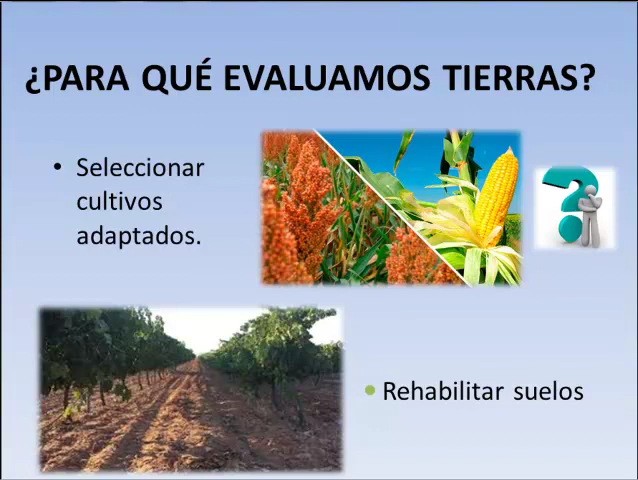 ¿PARA QUÉ EVALUAMOS TIERRAS?
• Seleccionar
cultivos
adaptados.
• Rehabilitar suelos